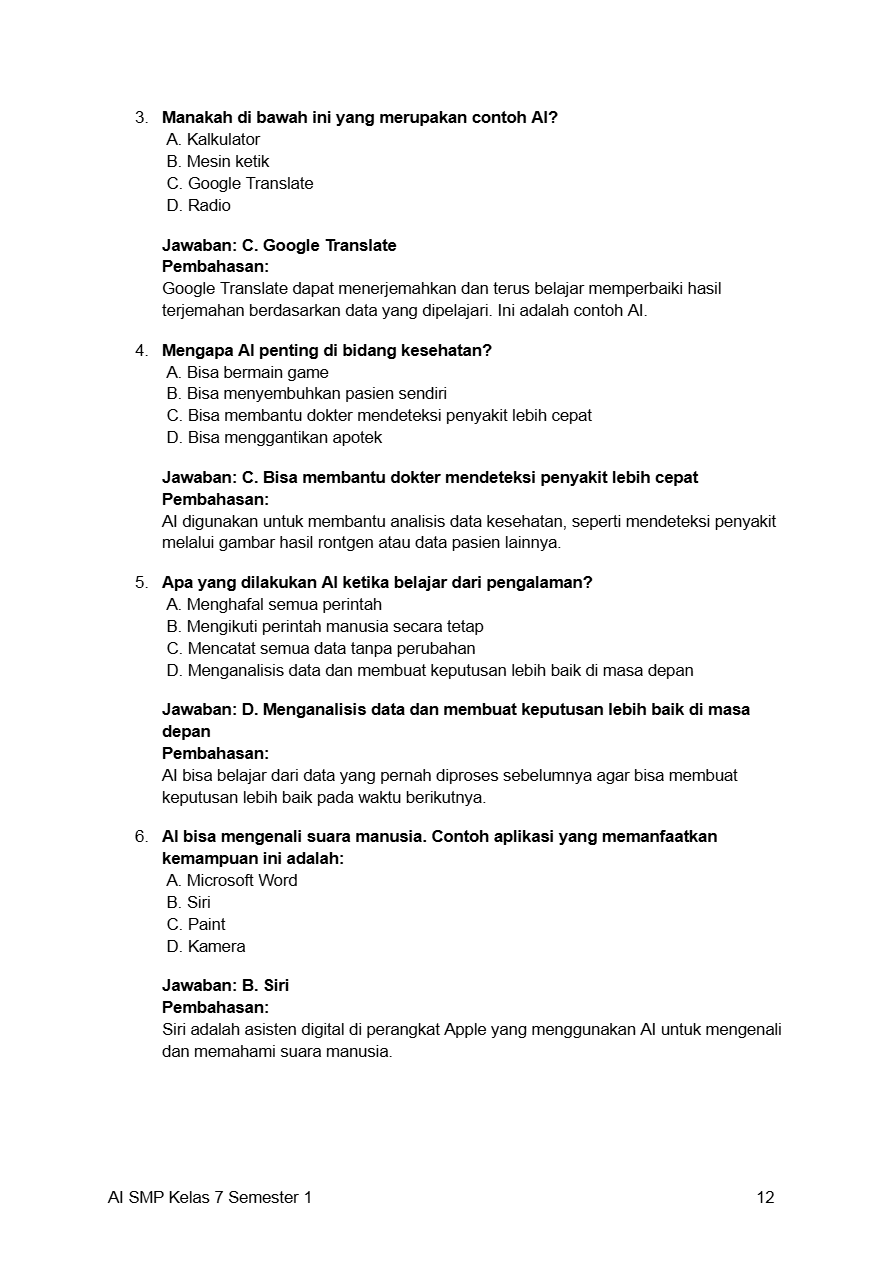 3. Manakah di bawah ini yang merupakan contoh AI?
A. Kalkulator
B. Mesin ketik
C. Google Translate
D. Radio
Jawaban: C. Google Translate
Pembahasan:
Google Translate dapat menerjemahkan dan terus belajar memperbaiki hasil
terjemahan berdasarkan data yang dipelajari. Ini adalah contoh AI.
4. Mengapa AI penting di bidang kesehatan?
A. Bisa bermain game
B. Bisa menyembuhkan pasien sendiri
C. Bisa membantu dokter mendeteksi penyakit lebih cepat
D. Bisa menggantikan apotek
Jawaban: C. Bisa membantu dokter mendeteksi penyakit lebih cepat
Pembahasan:
AI digunakan untuk membantu analisis data kesehatan, seperti mendeteksi penyakit
melalui gambar hasil rontgen atau data pasien lainnya.
5. Apa yang dilakukan AI ketika belajar dari pengalaman?
A. Menghafal semua perintah
B. Mengikuti perintah manusia secara tetap
C. Mencatat semua data tanpa perubahan
D. Menganalisis data dan membuat keputusan lebih baik di masa depan
Jawaban: D. Menganalisis data dan membuat keputusan lebih baik di masa
depan
Pembahasan:
AI bisa belajar dari data yang pernah diproses sebelumnya agar bisa membuat
keputusan lebih baik pada waktu berikutnya.
6. AI bisa mengenali suara manusia. Contoh aplikasi yang memanfaatkan
kemampuan ini adalah:
A. Microsoft Word
B. Siri
C. Paint
D. Kamera
Jawaban: B. Siri
Pembahasan:
Siri adalah asisten digital di perangkat Apple yang menggunakan AI untuk mengenali
dan memahami suara manusia.
AI SMP Kelas 7 Semester 1 12